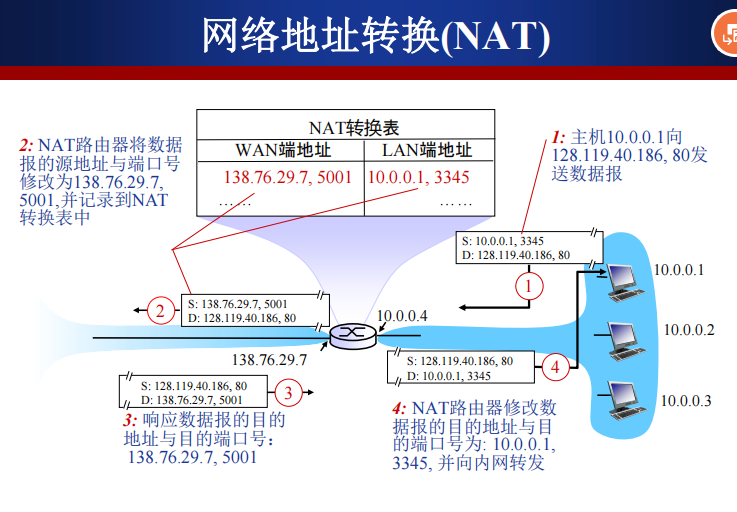 网络地址转换(NAT)
NAT转换表
WAN端地址
LAN端地址
138.76.29.7, 5001
10.0.0.1, 3345
……
……
2: NAT路由器将数据
报的源地址与端口号
修改为138.76.29.7,
5001,并记录到NAT
转换表中
1: 主机10.0.0.1向
128.119.40.186, 80发
送数据报
S: 10.0.0.1, 3345
D: 128.119.40.186, 80
1
10.0.0.1
S: 138.76.29.7, 5001
D: 128.119.40.186, 80
2
10.0.0.4
10.0.0.2
138.76.29.7
S: 128.119.40.186, 80
D: 10.0.0.1, 3345
4
S: 128.119.40.186, 80
D: 138.76.29.7, 5001
3
10.0.0.3
3: 响应数据报的目的
地址与目的端口号：
138.76.29.7, 5001
4: NAT路由器修改数
据报的目的地址与目
的端口号为: 10.0.0.1,
3345, 并向内网转发